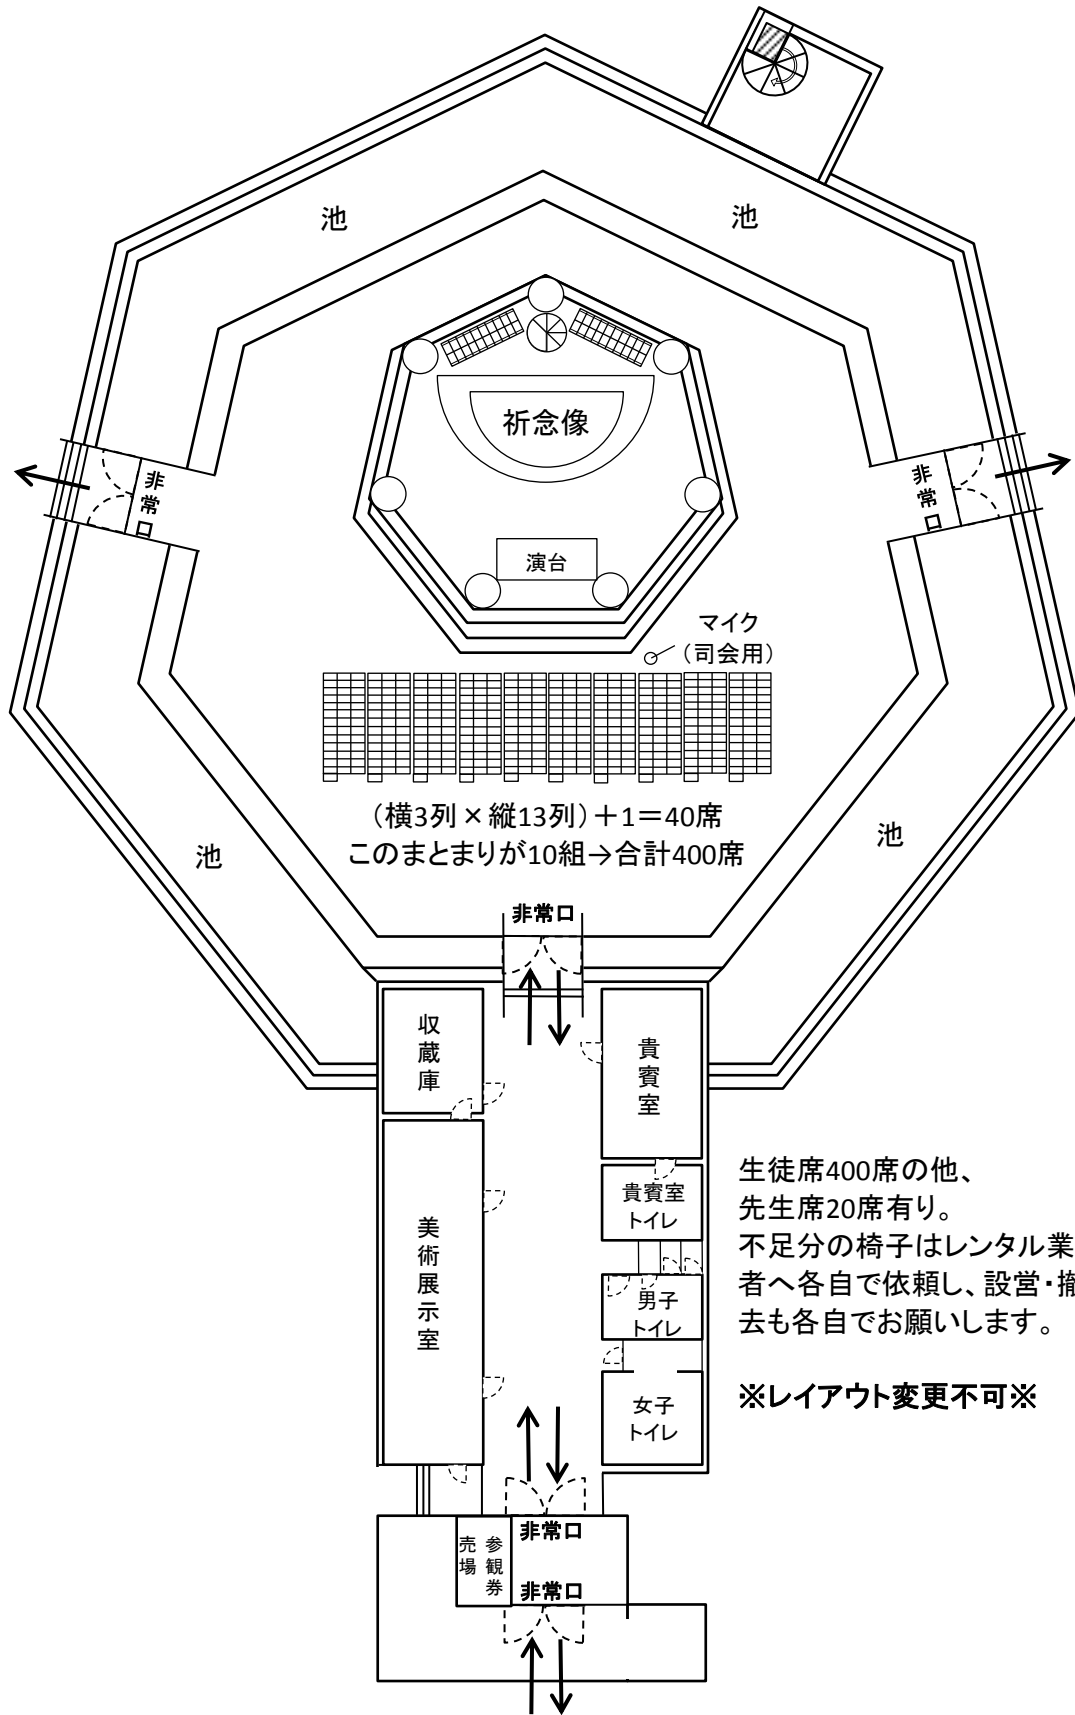 池
池
祈念像
非常口
非常口
演台
マイク
(司会用)
(横3列×縦13列)+1=40席
このまとまりが10組→合計400席
池
池
非常口
収蔵庫
貴賓室
貴賓室
トイレ
美術展示室
男子
トイレ
女子
トイレ
生徒席400席の他、
先生席20席有り。
不足分の椅子はレンタル業
者へ各自で依頼し、設営・撤
去も各自でお願いします。
※レイアウト変更不可※
非常口
参観券
売場
非常口